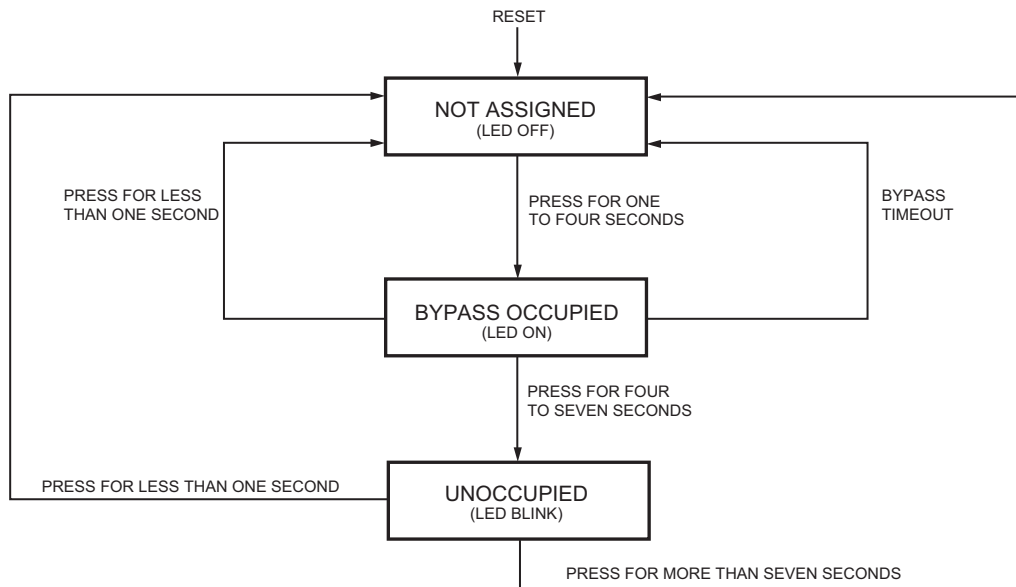 RESET
NOT ASSIGNED
(LED OFF)
PRESS FOR LESS
THAN ONE SECOND
PRESS FOR ONE
TO FOUR SECONDS
BYPASS
TIMEOUT
BYPASS OCCUPIED
(LED ON)
PRESS FOR FOUR
TO SEVEN SECONDS
PRESS FOR LESS THAN ONE SECOND
UNOCCUPIED
(LED BLINK)
PRESS FOR MORE THAN SEVEN SECONDS